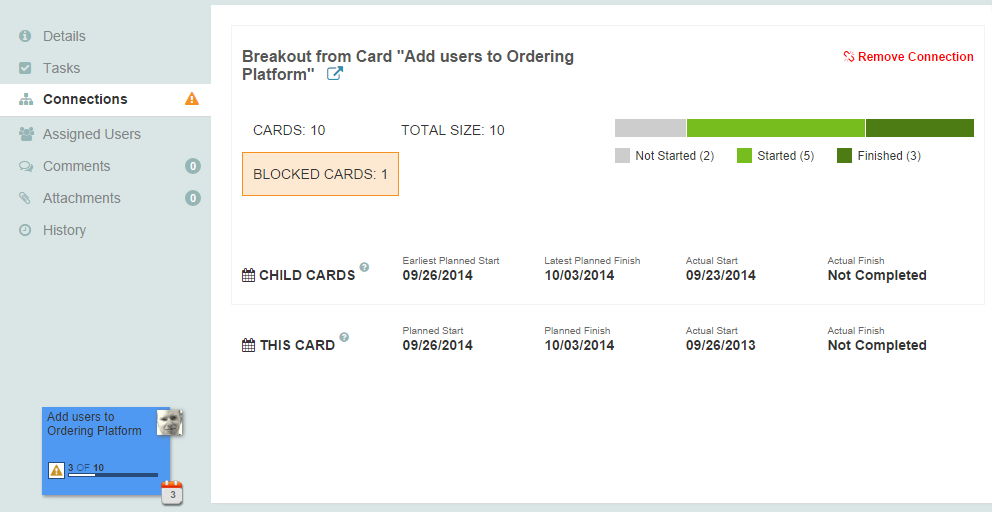 Details
Tasks
Connections
Assigned Users
Comments 0
Attachments 0
History
Breakout from Card "Add users to Ordering
Platform"
Remove Connection
CARDS: 10
TOTAL SIZE: 10
BLOCKED CARDS: 1
Not Started (2)
Started (5)
Finished (3)
CHILD CARDS ?
Earliest Planned Start
09/26/2014
Latest Planned Finish
10/03/2014
Actual Start
09/23/2014
Actual Finish
Not Completed
THIS CARD ?
Planned Start
09/26/2014
Planned Finish
10/03/2014
Actual Start
09/26/2013
Actual Finish
Not Completed
Add users to
Ordering Platform
3 OF 10
3